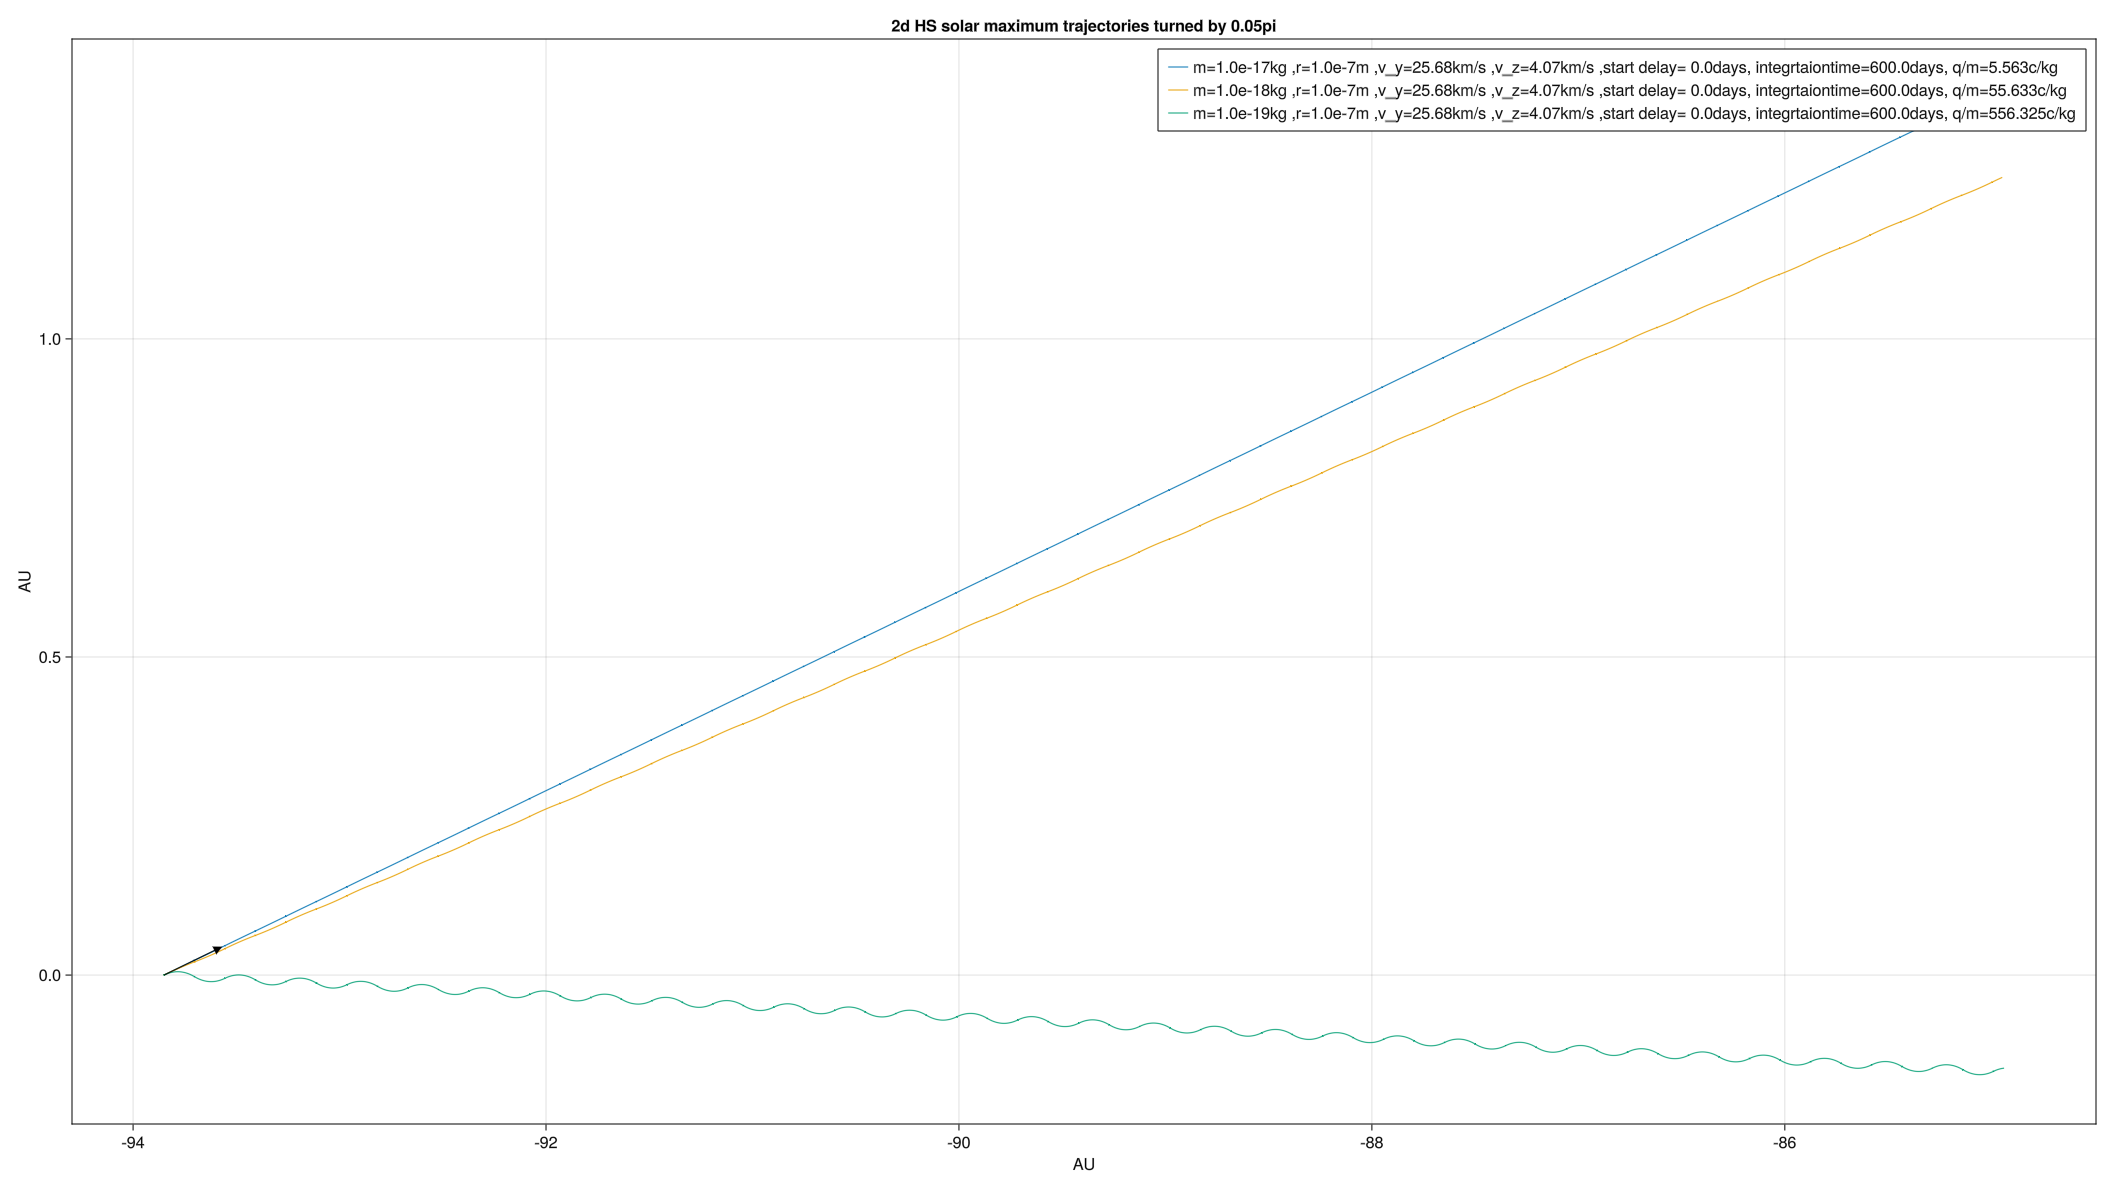 2d HS solar maximum trajectories turned by 0.05pi
m=1.0e-17kg ,r=1.0e-7m ,v_y=25.68km/s ,v_z=4.07km/s ,start delay= 0.0days, integrtaiontime=600.0days, q/m=5.563c/kg
m=1.0e-18kg ,r=1.0e-7m ,v_y=25.68km/s ,v_z=4.07km/s ,start delay= 0.0days, integrtaiontime=600.0days, q/m=55.633c/kg
m=1.0e-19kg ,r=1.0e-7m ,v_y=25.68km/s ,v_z=4.07km/s ,start delay= 0.0days, integrtaiontime=600.0days, q/m=556.325c/kg
1.0
0.5
0.0
AU
-94 -92 -90 -88 -86
AU